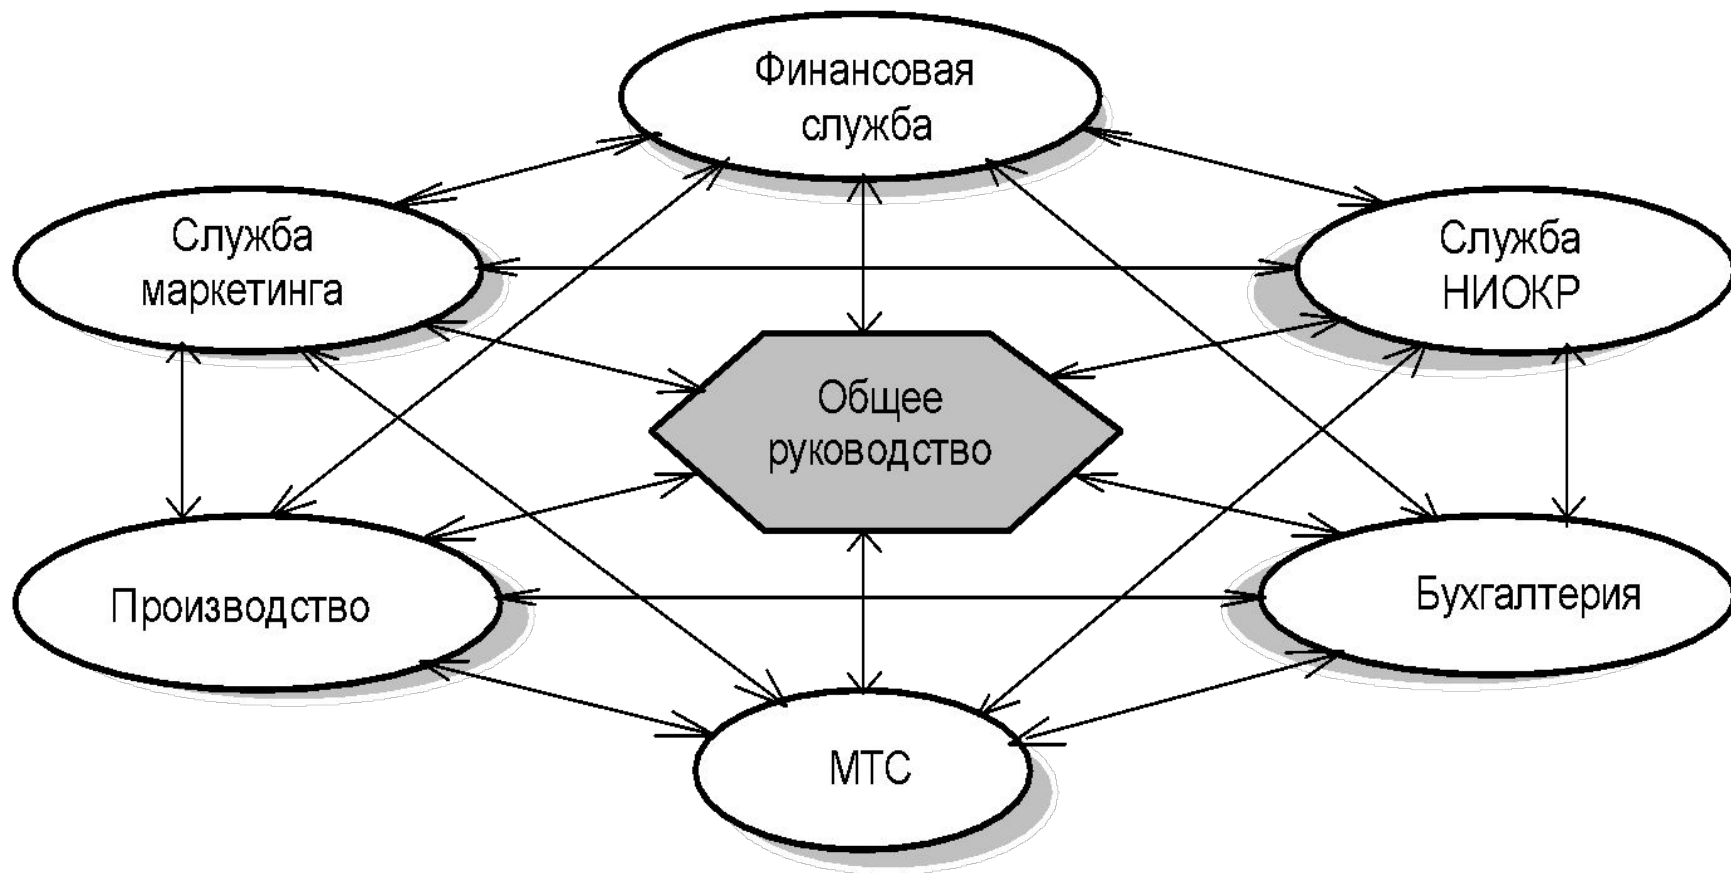 Финансовая
служба
Служба
маркетинга
Служба
НИОКР
Общее
руководство
Производство
Бухгалтерия
МТС